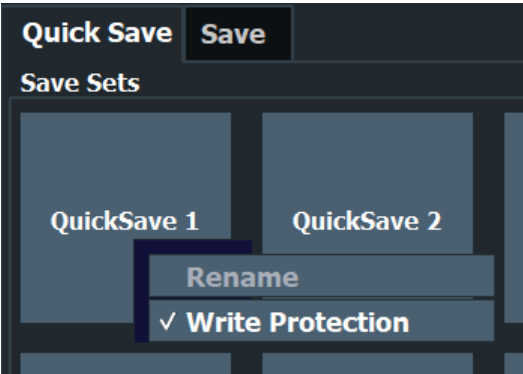 Quick Save Save
Save Sets
QuickSave 1 QuickSave 2
Rename
✓ Write Protection